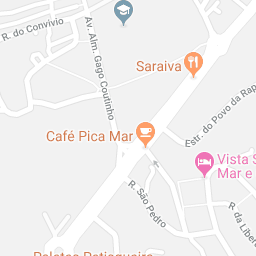 R. do Convivio
Av. Alm. Gago Coutinho
Saraiva
Estr. do Povo da Rap
Café Pica Mar
Vista S
Mar e
R. São Pedro
R. da Liber